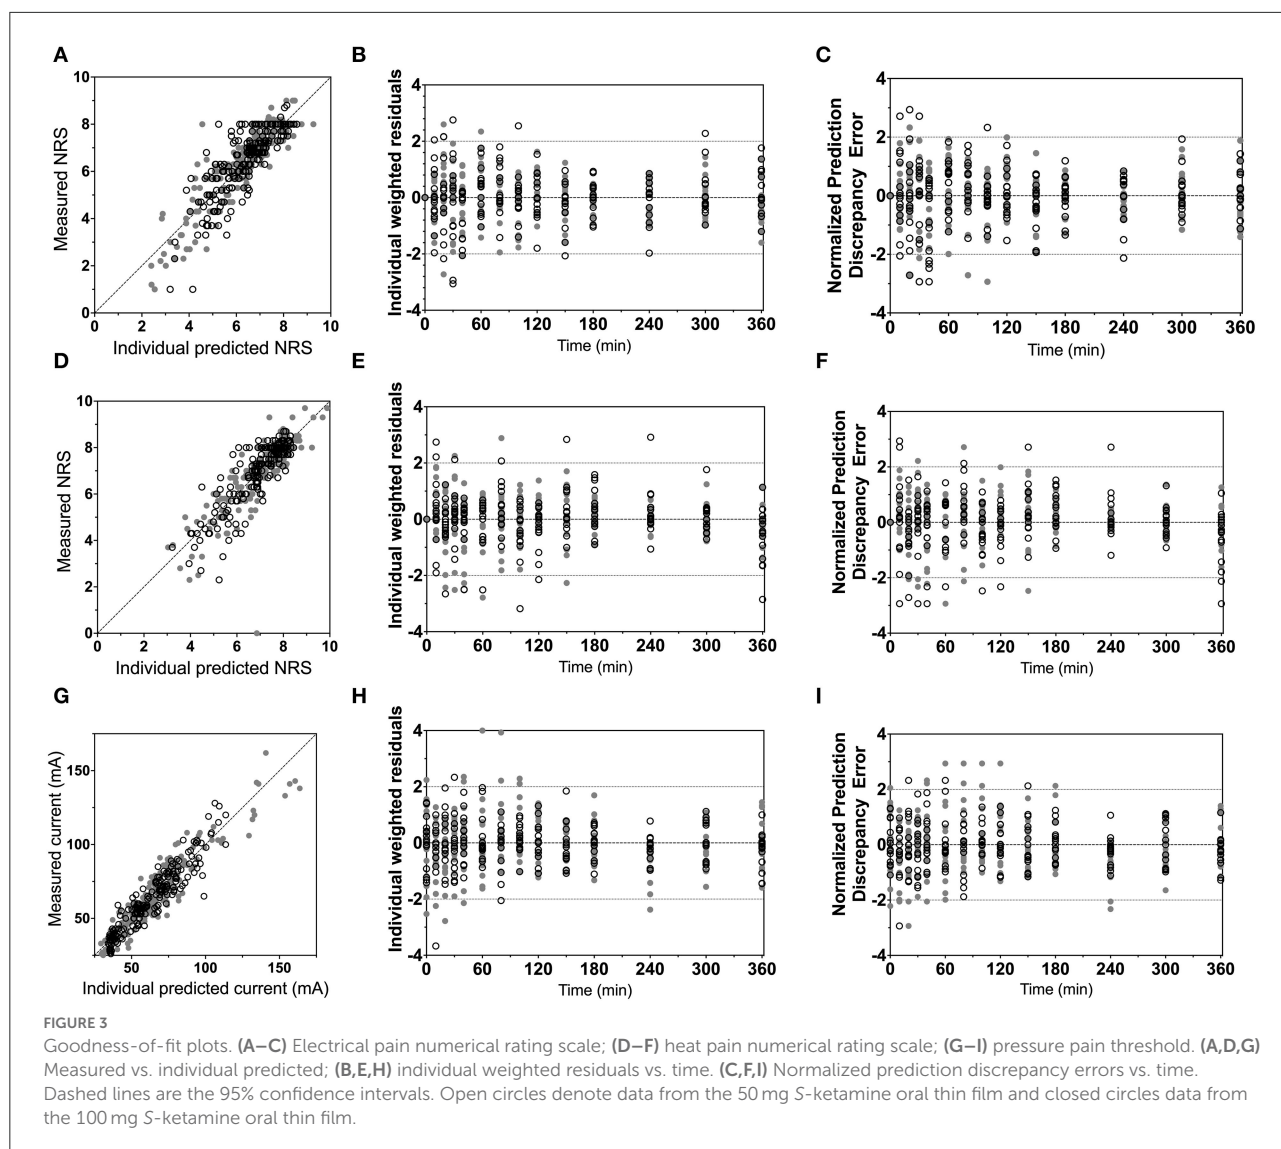 A
Measured NRS
10
8
6
4
2
0
0 2 4 6 8 10
Individual predicted NRS
B
Individual weighted residuals
4
2
0
-2
-4
0 60 120 180 240 300 360
Time (min)
C
Normalized Prediction
Discrepancy Error
4
2
0
-2
-4
0 60 120 180 240 300 360
Time (min)
D
Measured NRS
10
8
6
4
2
0
0 2 4 6 8 10
Individual predicted NRS
E
Individual weighted residuals
4
2
0
-2
-4
0 60 120 180 240 300 360
Time (min)
F
Normalized Prediction
Discrepancy Error
4
2
0
-2
-4
0 60 120 180 240 300 360
Time (min)
G
Measured current (mA)
150
100
50
50 100 150
Individual predicted current (mA)
H
Individual weighted residuals
4
2
0
-2
-4
0 60 120 180 240 300 360
Time (min)
I
Normalized Prediction
Discrepancy Error
4
2
0
-2
-4
0 60 120 180 240 300 360
Time (min)
FIGURE 3
Goodness-of-fit plots. (A–C) Electrical pain numerical rating scale; (D–F) heat pain numerical rating scale; (G–I) pressure pain threshold. (A,D,G)
Measured vs. individual predicted; (B,E,H) individual weighted residuals vs. time. (C,F,I) Normalized prediction discrepancy errors vs. time.
Dashed lines are the 95% confidence intervals. Open circles denote data from the 50 mg S-ketamine oral thin film and closed circles data from
the 100 mg S-ketamine oral thin film.